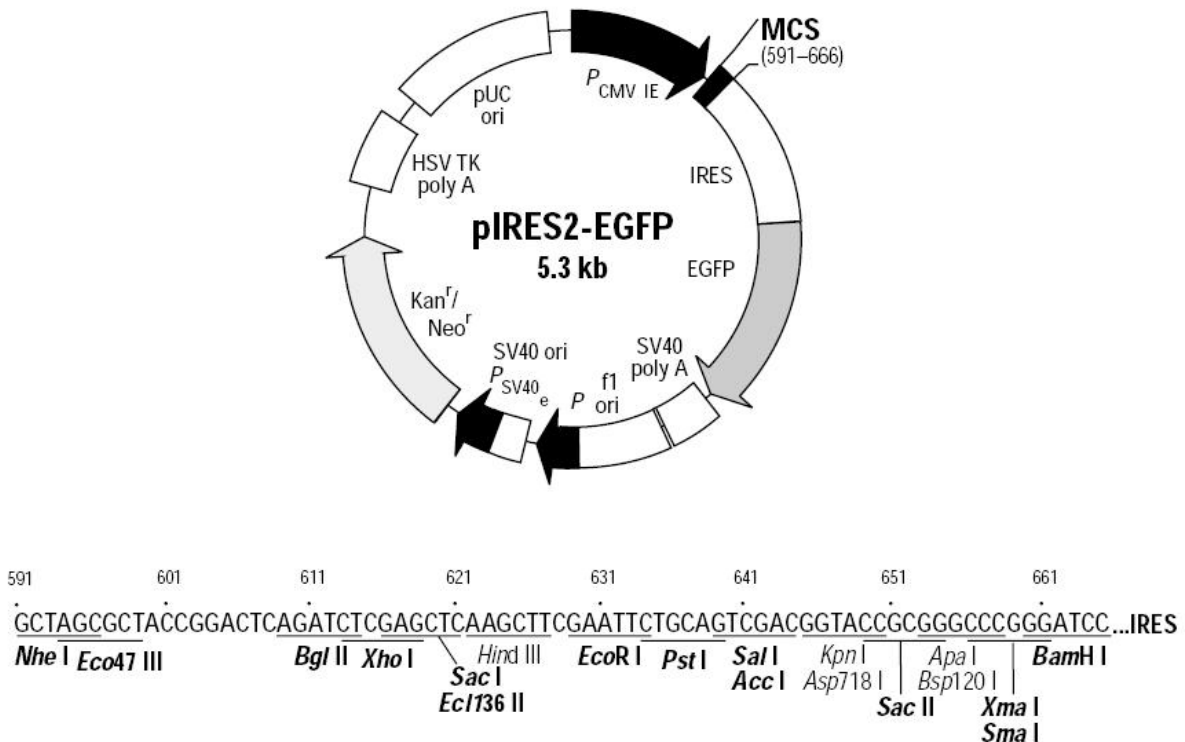 MCS
(591–666)
P CMV IE
pUC
ori
HSV TK
poly A
IRES
pIRES2-EGFP
5.3 kb
EGFP
Kanr/
Neor
SV40 ori
P SV40e
P
f1
ori
SV40
poly A
591 601 611 621 631 641 651 661
GCTAGCGCTACCGGACTCAGATCTCGAGCTCAAGCTTCGAATTCTGCAGTCGACGGTACCGCGGGCCCGGGATCC...IRES
Nhe I Eco47 III Bgl II Xho I Hind III EcoR I Pst I Sal I Kpn I Apa I BamH I
Sac I Acc I Asp718 I Bsp120 I
Ecl136 II Sac II Xma I
Sma I